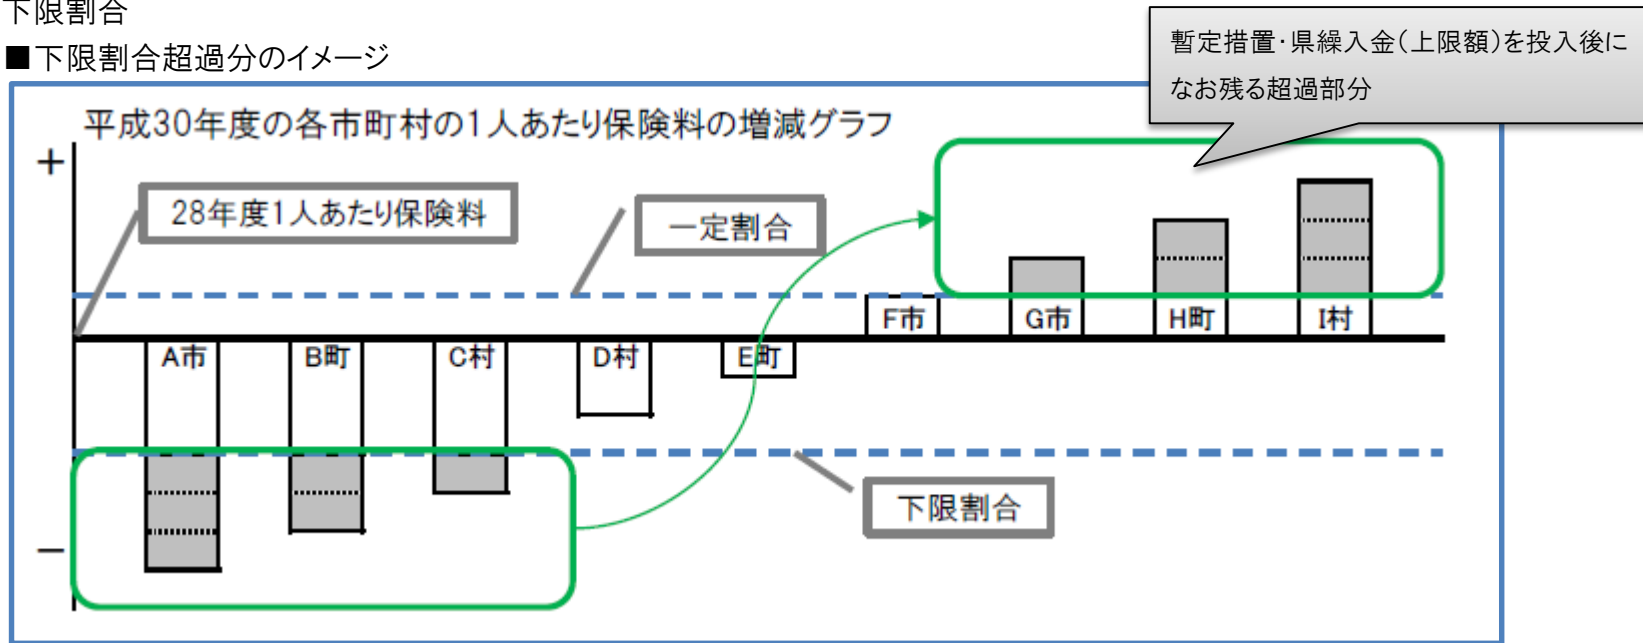 下限割合
■下限割合超過分のイメージ
暫定措置・県繰入金(上限額)を投入後に
なお残る超過部分
平成30年度の各市町村の1人あたり保険料の増減グラフ
+
28年度1人あたり保険料
一定割合
F市
G市
H町
I村
A市
B町
C村
D村
E町
下限割合
−